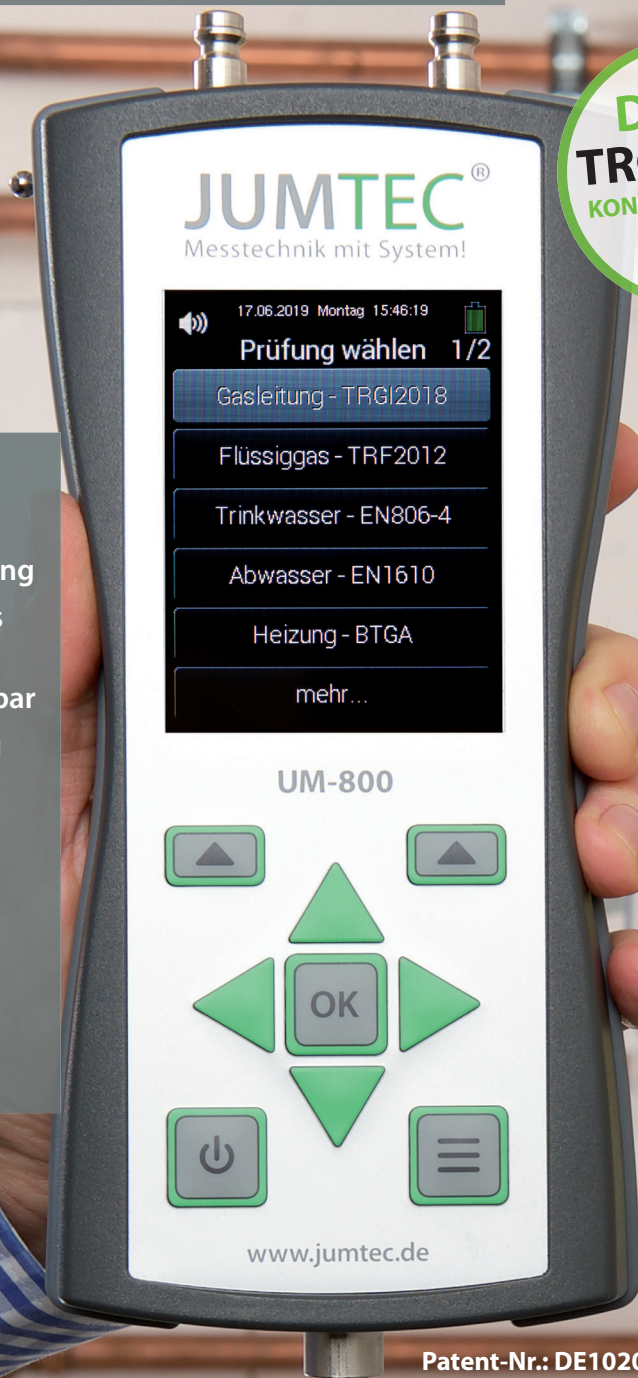 JUMTEC®
Messtechnik mit System!
17.06.2019 Montag 15:46:19
Prüfung wählen 1/2
Gasleitung - TRGI2018
Flüssiggas - TRF2012
Trinkwasser - EN806-4
Abwasser - EN1610
Heizung - BTGA
mehr...
UM-800
OK
www.jumtec.de